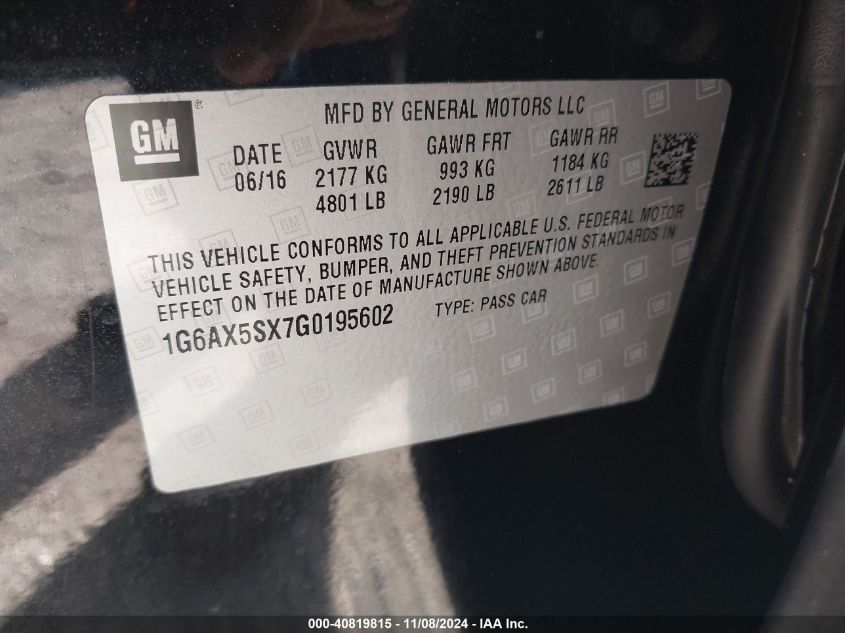 GM
MFD BY GENERAL MOTORS LLC
DATE GVWR GAWR FRT GAWR RR
06/16 2177 KG 993 KG 1184 KG
4801 LB 2190 LB 2611 LB
THIS VEHICLE CONFORMS TO ALL APPLICABLE U.S. FEDERAL MOTOR
VEHICLE SAFETY, BUMPER, AND THEFT PREVENTION STANDARDS IN
EFFECT ON THE DATE OF MANUFACTURE SHOWN ABOVE.
1G6AX5SX7G0195602 TYPE: PASS CAR
000-40819815 - 11/08/2024 - IAA Inc.